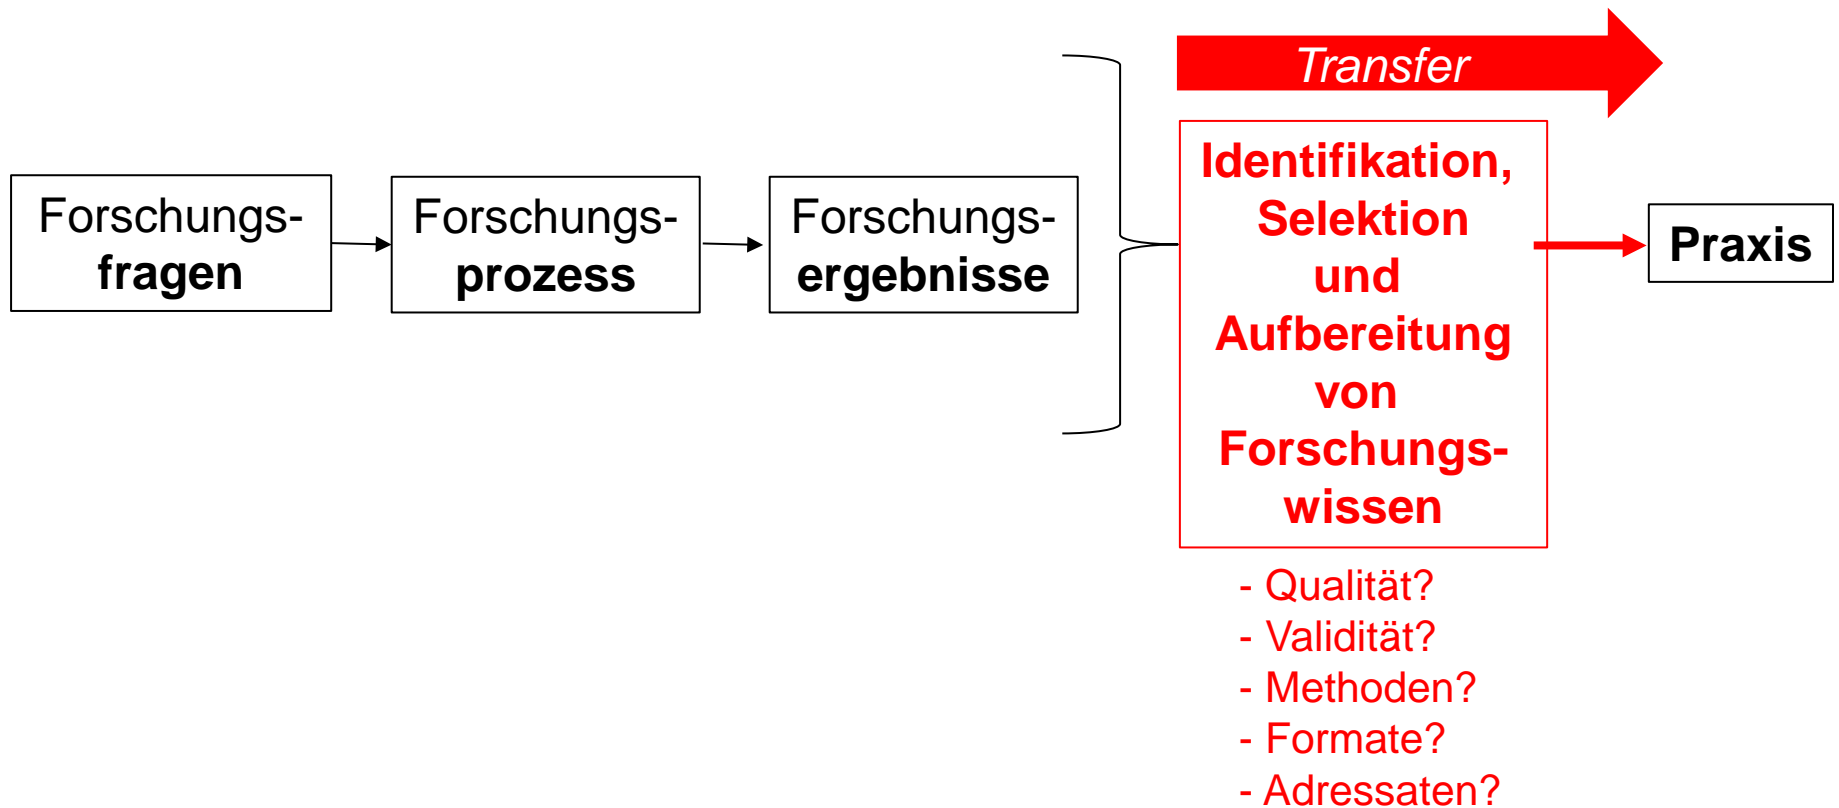 Forschungs-
fragen
Forschungs-
prozess
Forschungs-
ergebnisse
Transfer
Identifikation,
Selektion
und
Aufbereitung
von
Forschungs-
wissen
- Qualität?
- Validität?
- Methoden?
- Formate?
- Adressaten?
Praxis